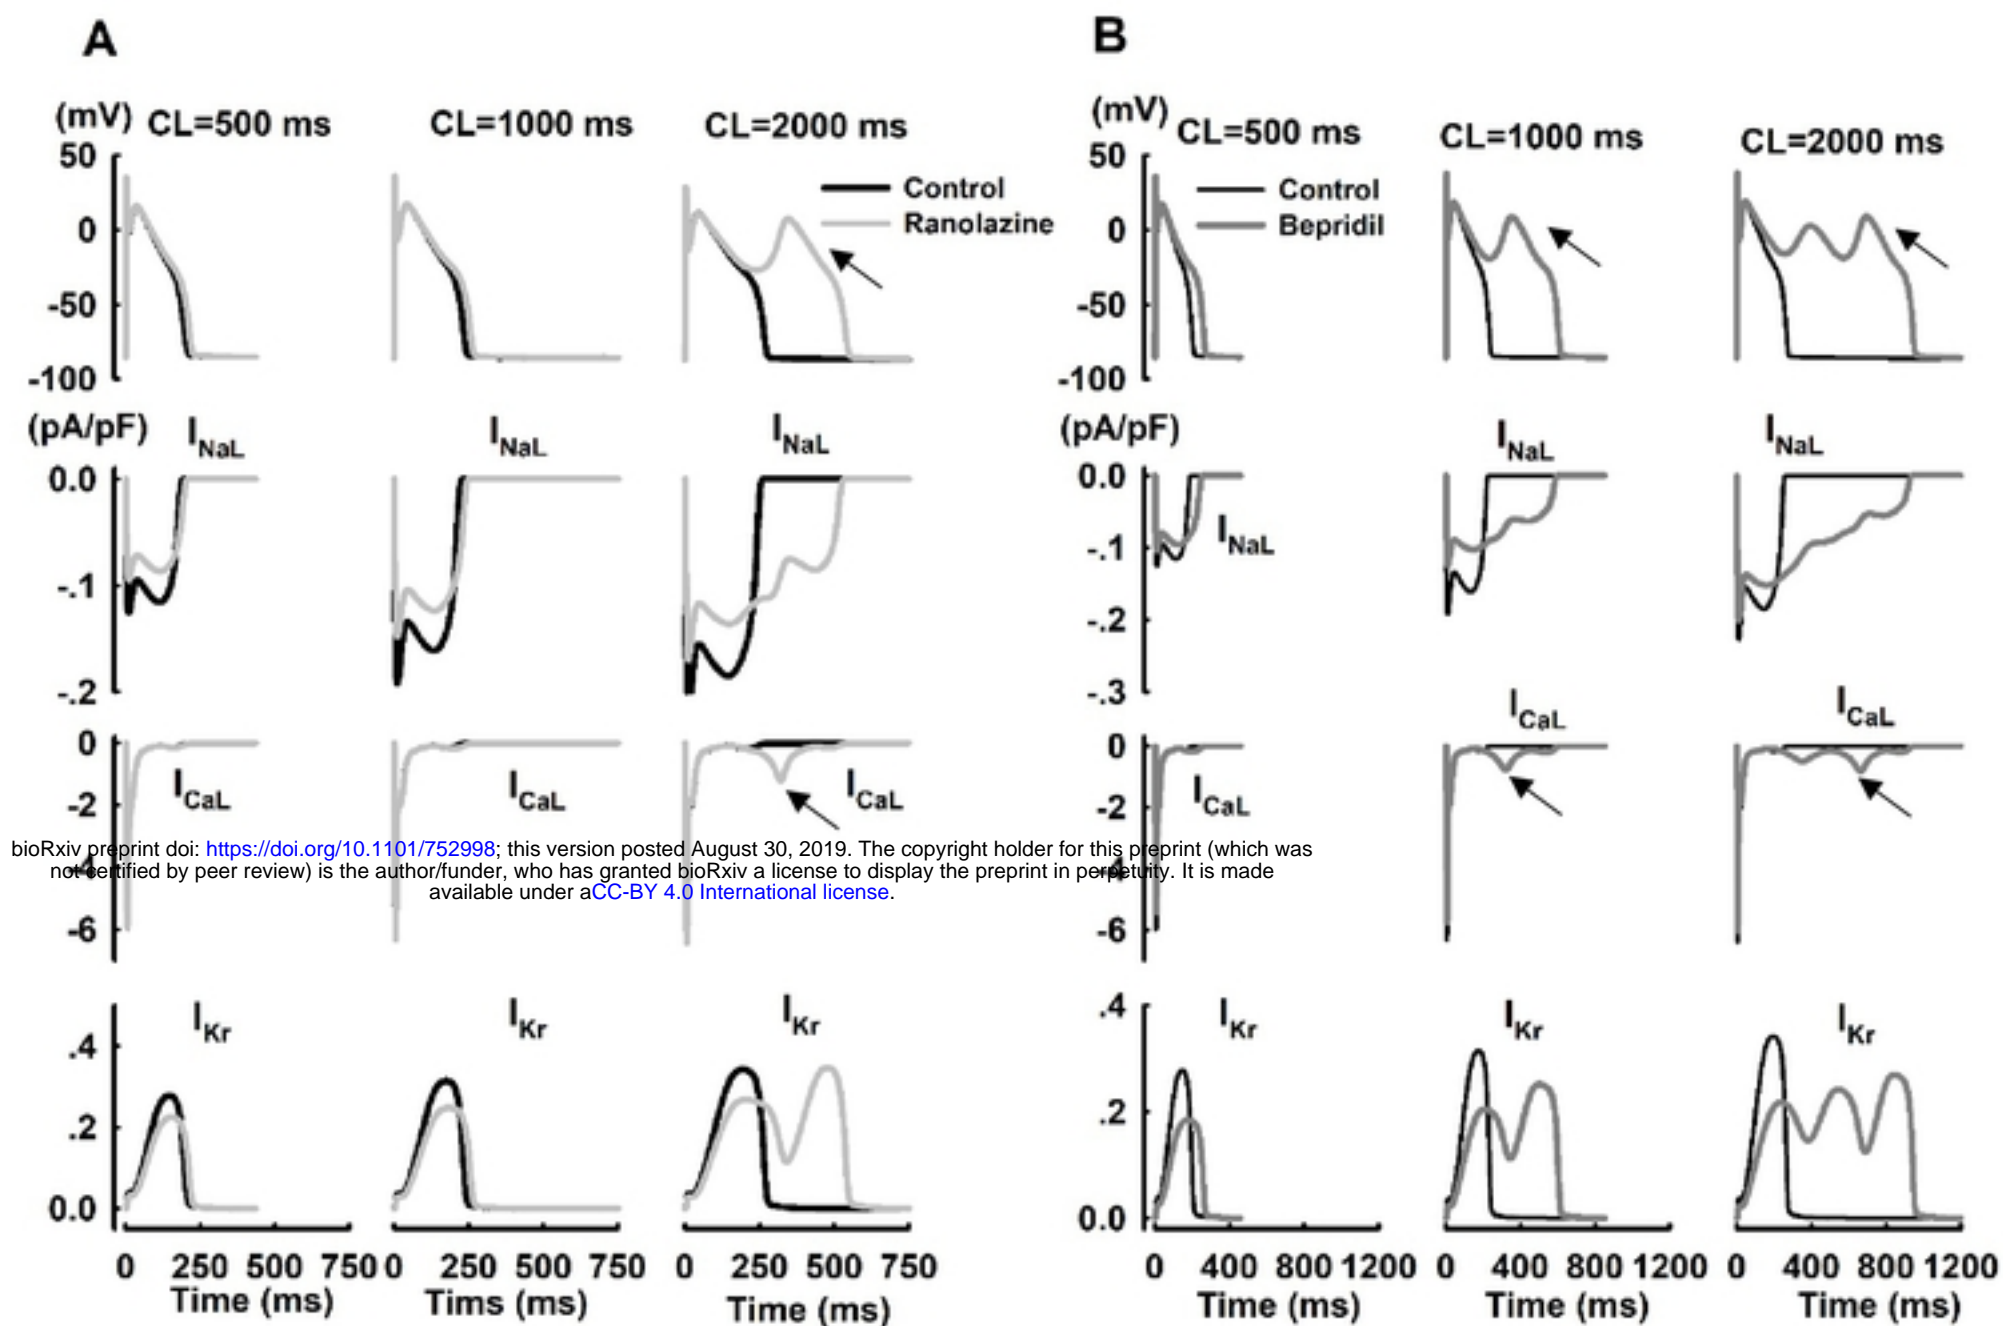 A
B
(mV) CL=500 ms CL=1000 ms CL=2000 ms
(mV) CL=500 ms CL=1000 ms CL=2000 ms
50
0
-50
-100
Control
Ranolazine
50
0
-50
-100
Control
Bepridil
(pA/pF) INaL INaL INaL
0.0
-.1
-.2
(pA/pF) INaL INaL INaL
0.0
-.1
-.2
-.3
0
-2
-4
-6
ICaL ICaL ICaL
0
-2
-4
-6
ICaL ICaL ICaL
bioRxiv preprint doi: https://doi.org/10.1101/752998; this version posted August 30, 2019. The copyright holder for this preprint (which was
not certified by peer review) is the author/funder, who has granted bioRxiv a license to display the preprint in perpetuity. It is made
available under aCC-BY 4.0 International license.
IKr IKr IKr
.4
.2
0.0
IKr IKr IKr
.4
.2
0.0
0 250 500 750 0 250 500 750 0 250 500 750
Time (ms) Tims (ms) Time (ms)
0 400 800 1200 0 400 800 1200 0 400 800 1200
Time (ms) Time (ms) Time (ms)